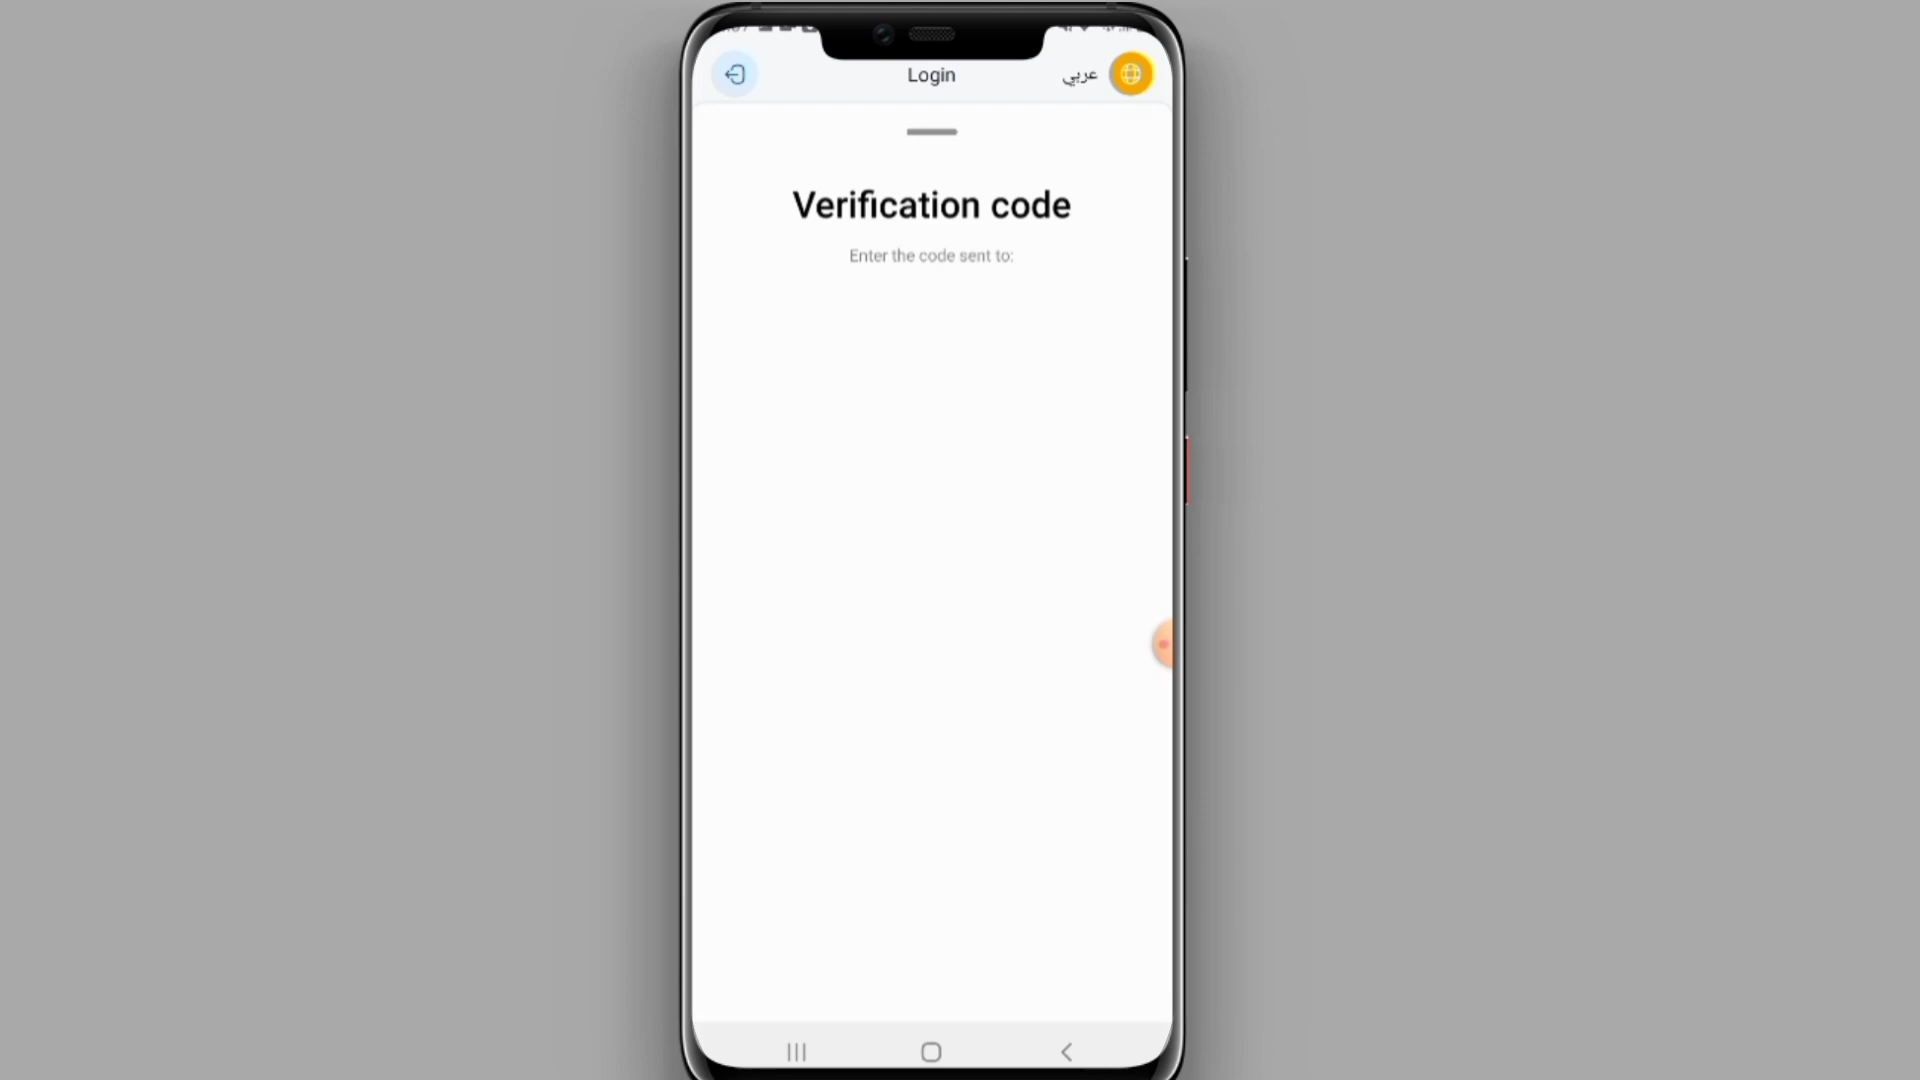 Login
عربي
Verification code
Enter the code sent to: